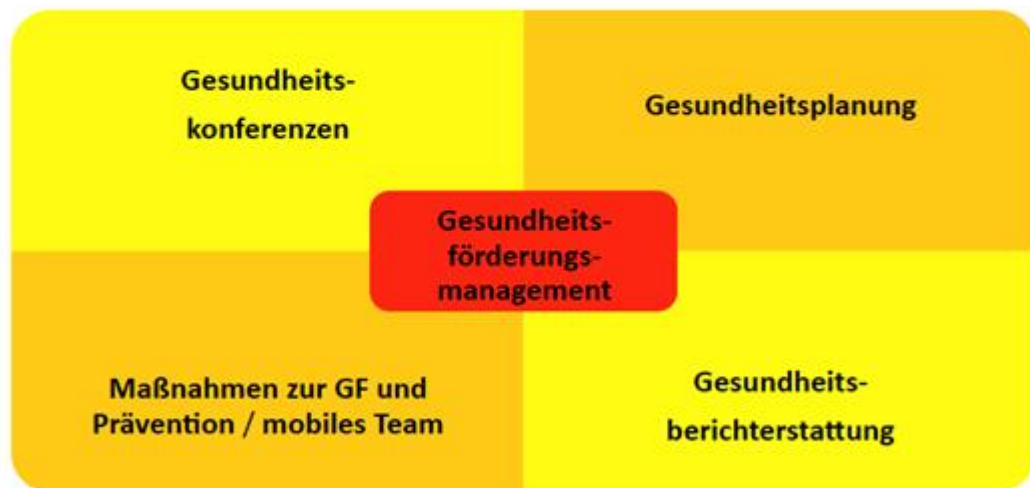 Gesundheits-
konferenzen
Gesundheitsplanung
Gesundheits-
förderungs-
management
Maßnahmen zur GF und
Prävention / mobiles Team
Gesundheits-
berichterstattung